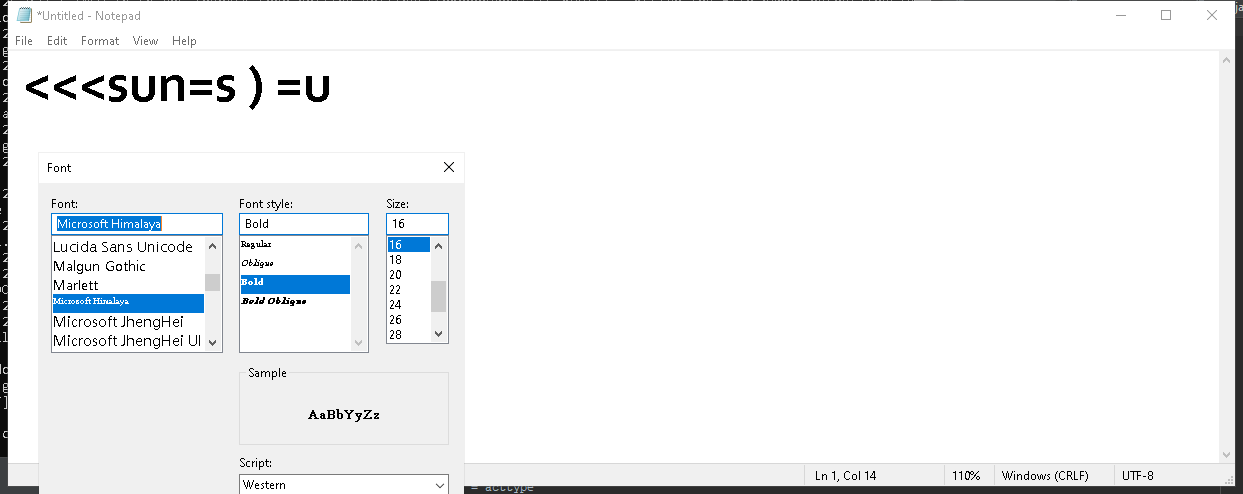 *Untitled - Notepad
File Edit Format View Help
<<<sun=s ) =u
Font
Font: Font style: Size:
Microsoft Himalaya Bold 16
Lucida Sans Unicode Regular 16
Malgun Gothic Oblique 18
Marlett Bold 20
Microsoft Himalaya Bold Oblique 22
Microsoft JhengHei 24
Microsoft JhengHei UI 26
28
Sample
AaBbYyZz
Script:
Western
Ln 1, Col 14 110% Windows (CRLF) UTF-8
= acctype